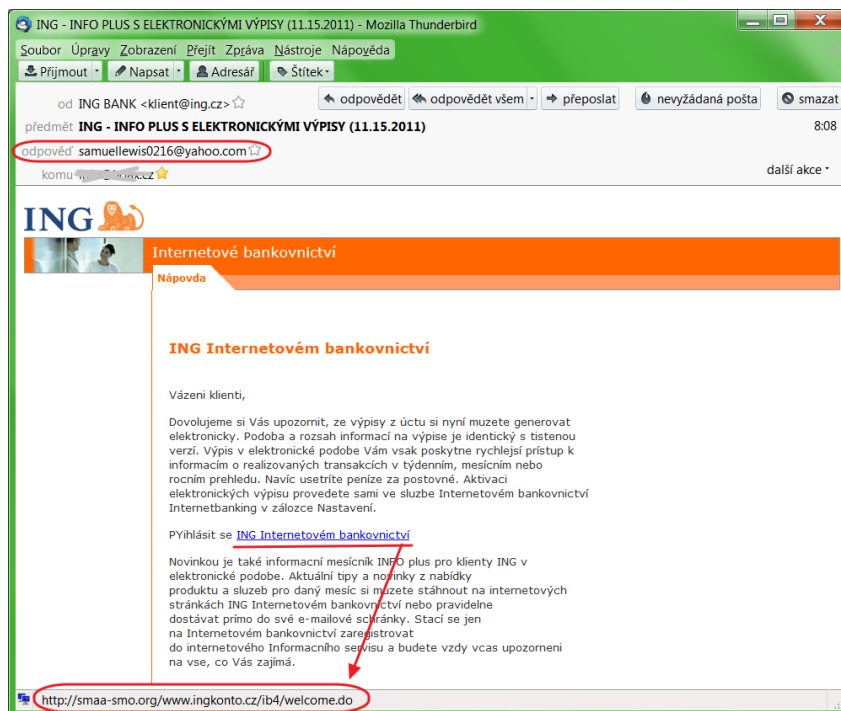 ING - INFO PLUS S ELEKTRONICKÝMI VÝPISY (11.15.2011) - Mozilla Thunderbird
Soubor Úpravy Zobrazení Přejít Zpráva Nástroje Nápověda
Přijmout Napsat Adresář Štítek
od ING BANK <klient@ing.cz> odpovědět odpovědět všem přeposlat nevyžádaná pošta smazat
předmět ING - INFO PLUS S ELEKTRONICKÝMI VÝPISY (11.15.2011) 8:08
odpověď samuellewis0216@yahoo.com
komu další akce
ING
Internetové bankovnictví
Nápovda
ING Internetovém bankovnictví
Vázeni klienti,
Dovolujeme si Vás upozornit, ze výpisy z úctu si nyní muzete generovat
elektronicky. Podoba a rozsah informací na výpise je identický s tistenou
verzí. Výpis v elektronické podobe Vám vsak poskytne rychlejsí prístup k
informacím o realizovaných transakcích v týdenním, mesícním nebo
rocním prehledu. Navíc usetríte peníze za postovné. Aktivaci
elektronických výpisu provedete sami ve sluzbe Internetovém bankovnictví
Internetbanking v zálozce Nastavení.
PYihlásit se ING Internetovém bankovnictví
Novinkou je také informacní mesícník INFO plus pro klienty ING v
elektronické podobe. Aktuální tipy a novinky z nabídky
produktu a sluzeb pro daný mesíc si muzete stáhnout na internetových
stránkách ING Internetovém bankovnictví nebo pravidelne
dostávat prímo do své e-mailové schránky. Stací se jen
na Internetovém bankovnictví zaregistrovat
do internetového Informacního servisu a budete vzdy vcas upozorneni
na vse, co Vás zajímá.
http://smaa-smo.org/www.ingkonto.cz/ib4/welcome.do